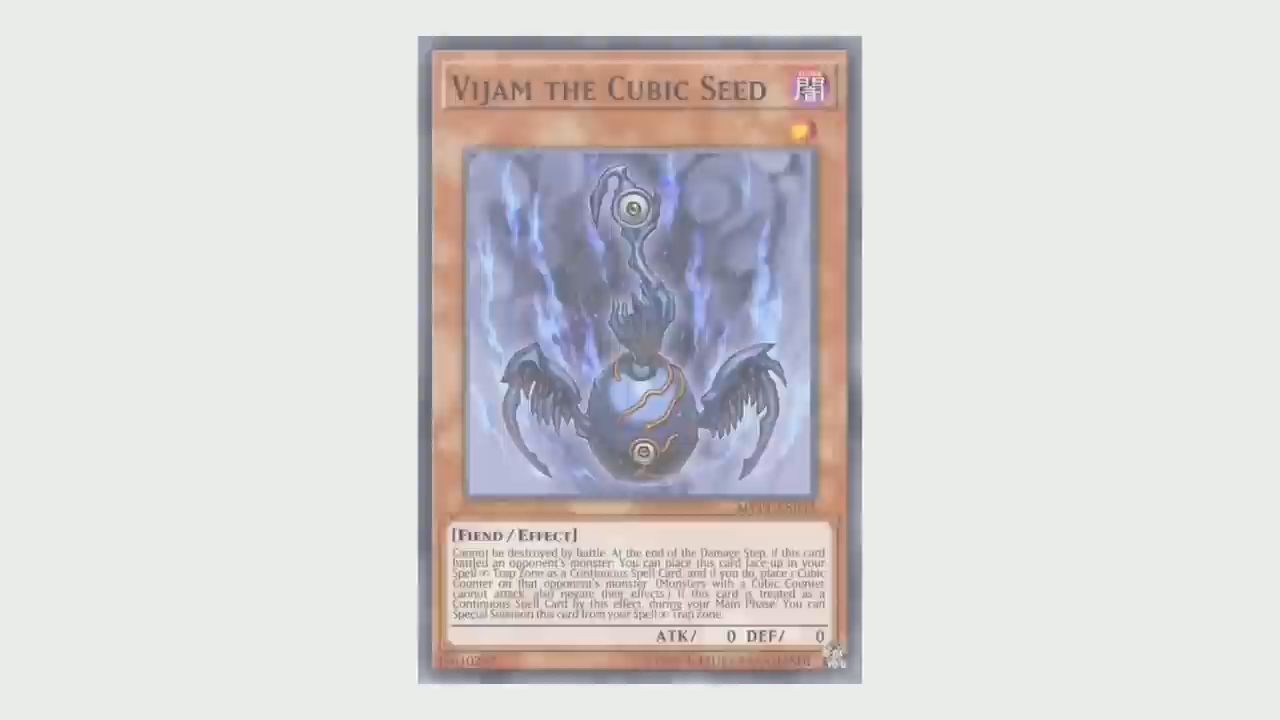 VIJAM THE CUBIC SEED
闇
[FIEND / EFFECT]
Cannot be destroyed by battle. At the end of the Damage Step, if this card
battled an opponent's monster: You can place this card face-up in your
Spell & Trap Zone as a Continuous Spell Card, and if you do, place 1 Cubic
Counter on that opponent's monster. (Monsters with a Cubic Counter
cannot attack, also negate their effects.) If this card is treated as a
Continuous Spell Card by this effect, during your Main Phase: You can
Special Summon this card from your Spell & Trap Zone.
ATK/ 0 DEF/ 0